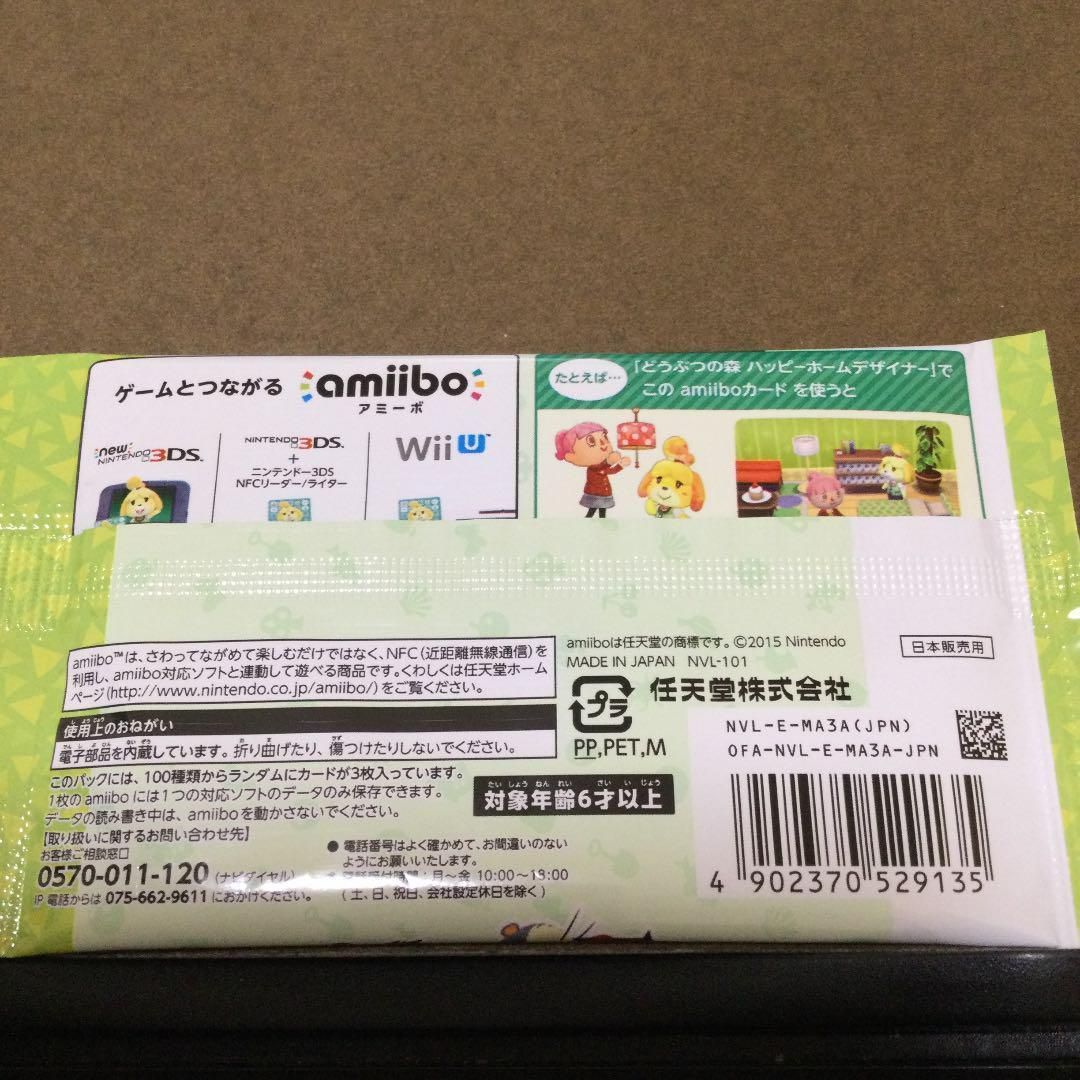 ゲームとつながる amiibo
アミーボ
new NINTENDO 3DS
NINTENDO 3DS
+
ニンテンドー3DS
NFCリーダー/ライター
Wii U
たとえば…
「どうぶつの森 ハッピーホームデザイナー」で
この amiiboカード を使うと
amiibo™は、さわってながめて楽しむだけではなく、NFC（近距離無線通信）を
利用し、amiibo対応ソフトと連動して遊べる商品です。くわしくは任天堂ホーム
ページ(http://www.nintendo.co.jp/amiibo/)をご覧ください。
使用上のおねがい
電子部品を内蔵しています。折り曲げたり、傷つけたりしないでください。
このパックには、100種類からランダムにカードが3枚入っています。
1枚の amiibo には1つの対応ソフトのデータのみ保存できます。
データの読み書き中は、amiiboを動かさないでください。
【取り扱いに関するお問い合わせ先】
お客様ご相談窓口
0570-011-120 (ナビダイヤル)
IP 電話からは 075-662-9611 におかけください。
● 電話番号はよく確かめて、お間違いのない
ようにお願いいたします。
● 電話受付時間：月〜金 10:00〜18:00
（土、日、祝日、会社設定休日を除く）
amiiboは任天堂の商標です。©2015 Nintendo
MADE IN JAPAN NVL-101
プラ
PP,PET,M
任天堂株式会社
対象年齢6才以上
日本販売用
NVL-E-MA3A(JPN)
OFA-NVL-E-MA3A-JPN
4 902370 529135